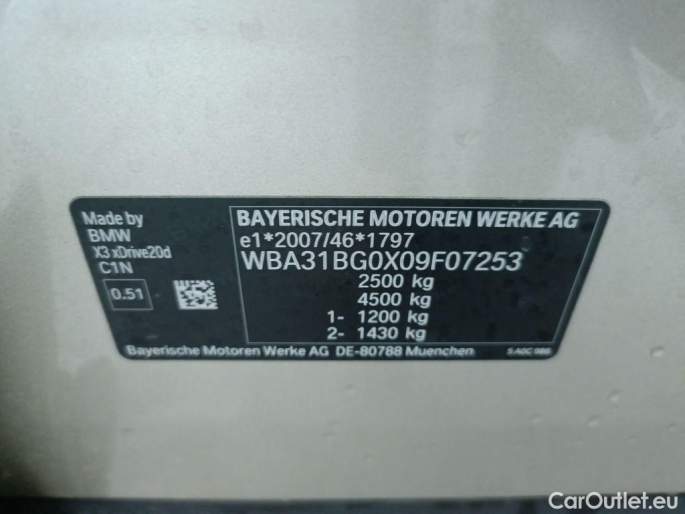 Made by
BMW
X3 xDrive20d
C1N
0.51
BAYERISCHE MOTOREN WERKE AG
e1*2007/46*1797
WBA31BG0X09F07253
2500 kg
4500 kg
1- 1200 kg
2- 1430 kg
Bayerische Motoren Werke AG DE-80788 Muenchen
CarOutlet.eu